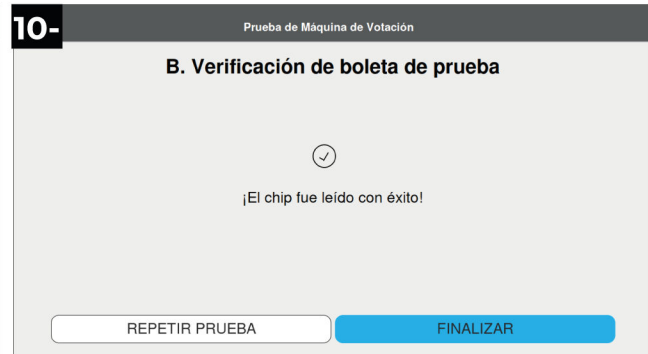 10-
Prueba de Máquina de Votación
B. Verificación de boleta de prueba
¡El chip fue leído con éxito!
REPETIR PRUEBA
FINALIZAR